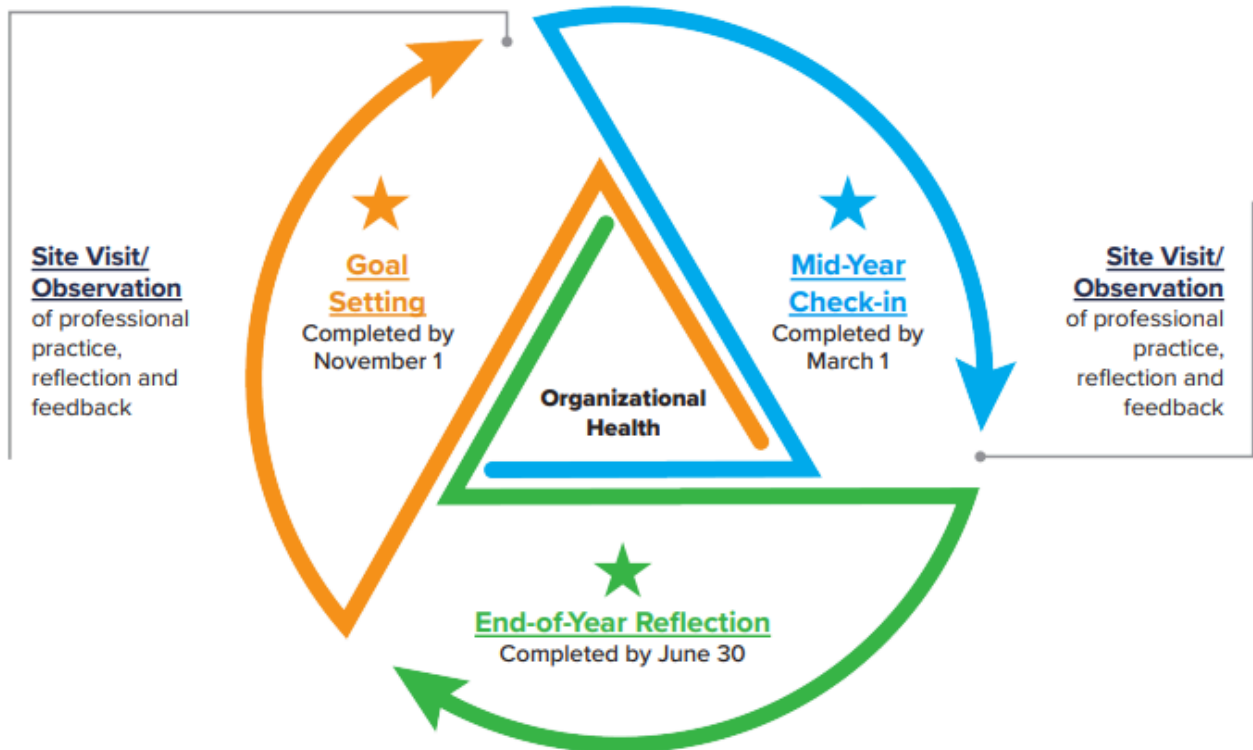 Site Visit/
Observation
of professional
practice,
reflection and
feedback
Goal
Setting
Completed by
November 1
Mid-Year
Check-in
Completed by
March 1
Site Visit/
Observation
of professional
practice,
reflection and
feedback
Organizational
Health
End-of-Year Reflection
Completed by June 30